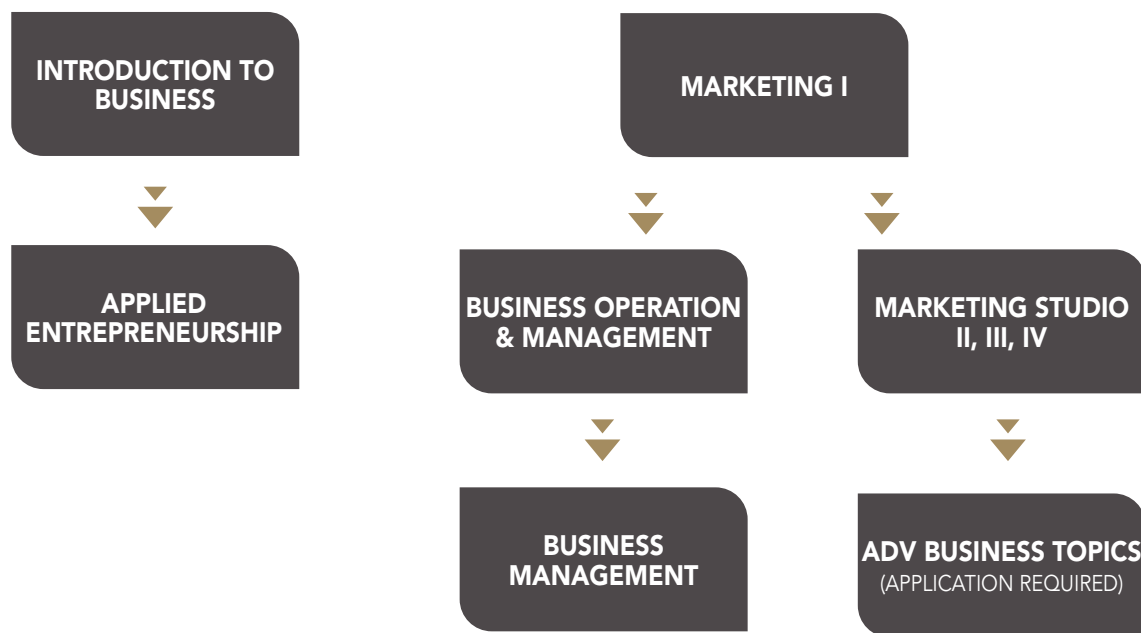 INTRODUCTION TO
BUSINESS
MARKETING I
APPLIED
ENTREPRENEURSHIP
BUSINESS OPERATION
& MANAGEMENT
MARKETING STUDIO
II, III, IV
BUSINESS
MANAGEMENT
ADV BUSINESS TOPICS
(APPLICATION REQUIRED)